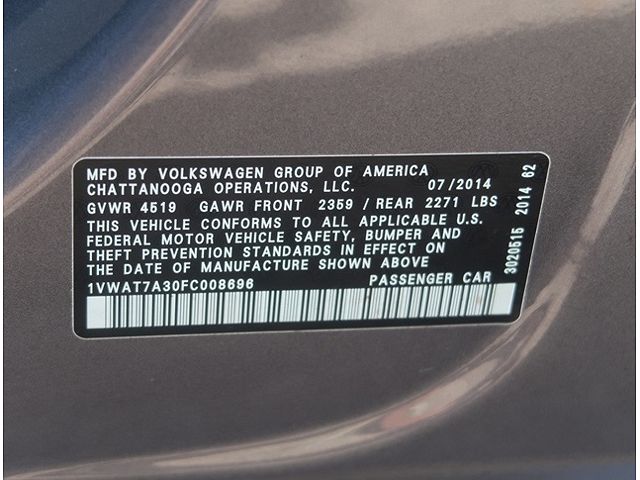 MFD BY VOLKSWAGEN GROUP OF AMERICA
CHATTANOOGA OPERATIONS, LLC. 07/2014
GVWR 4519 GAWR FRONT 2359 / REAR 2271 LBS
THIS VEHICLE CONFORMS TO ALL APPLICABLE U.S.
FEDERAL MOTOR VEHICLE SAFETY, BUMPER AND
THEFT PREVENTION STANDARDS IN EFFECT ON
THE DATE OF MANUFACTURE SHOWN ABOVE
1VWAT7A30FC008696 PASSENGER CAR
3020515 2014 62